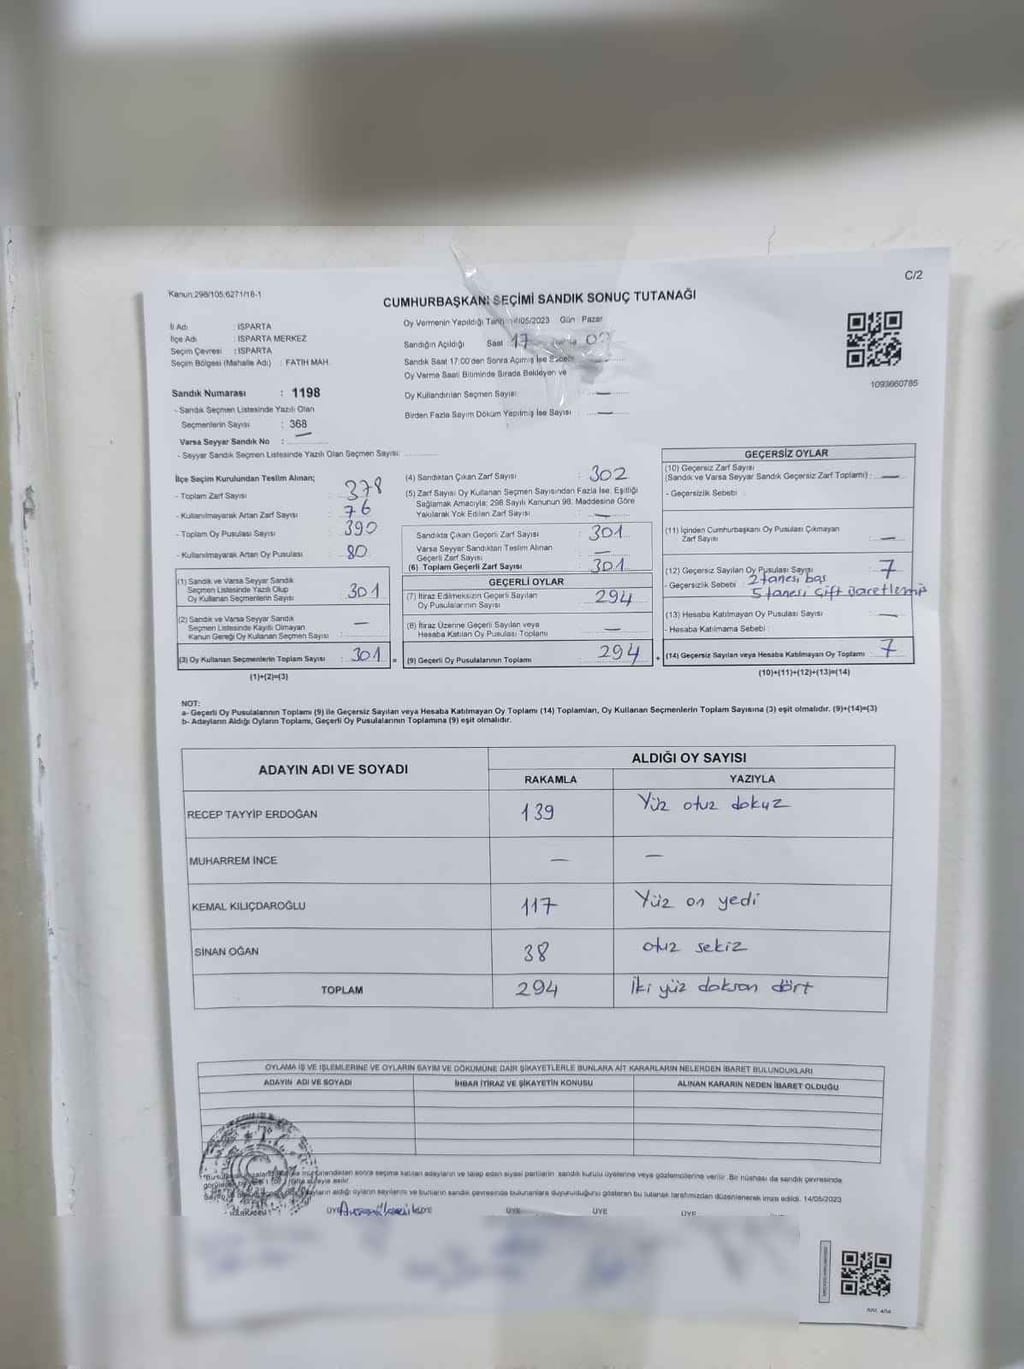 C/2
Kanun:298/105;6271/18-1
CUMHURBAŞKANI SEÇİMİ SANDIK SONUÇ TUTANAĞI
İl Adı : ISPARTA
İlçe Adı : ISPARTA MERKEZ
Seçim Çevresi : ISPARTA
Seçim Bölgesi (Mahalle Adı) : FATİH MAH.
Oy Vermenin Yapıldığı /05/2023 Gün Pazar
Sandığın Açıldığı Saat 17
Sandık Saat 17:00'den Sonra Açılmış İse
Oy Verme Saati Bitiminde Sırada Bekleyen ve
Oy Kullandırılan Seçmen Sayısı : —
Birden Fazla Sayım Döküm Yapılmış İse Sayısı : —
1093660785
Sandık Numarası : 1198
- Sandık Seçmen Listesinde Yazılı Olan
Seçmenlerin Sayısı : 368
Varsa Seyyar Sandık No : —
- Seyyar Sandık Seçmen Listesinde Yazılı Olan Seçmen Sayısı:
İlçe Seçim Kurulundan Teslim Alınan;
- Toplam Zarf Sayısı : 378
- Kullanılmayarak Artan Zarf Sayısı : 76
- Toplam Oy Pusulası Sayısı : 390
- Kullanılmayarak Artan Oy Pusulası : 80
(1) Sandık ve Varsa Seyyar Sandık
Seçmen Listesinde Yazılı Olup
Oy Kullanan Seçmenlerin Sayısı : 301
(2) Sandık ve Varsa Seyyar Sandık
Seçmen Listesinde Kayıtlı Olmayan
Kanun Gereği Oy Kullanan Seçmen Sayısı : —
(3) Oy Kullanan Seçmenlerin Toplam Sayısı : 301
(1)+(2)=(3)
(4) Sandıktan Çıkan Zarf Sayısı : 302
(5) Zarf Sayısı Oy Kullanan Seçmen Sayısından Fazla İse, Eşitliği
Sağlamak Amacıyla; 298 Sayılı Kanunun 98. Maddesine Göre
Yakılarak Yok Edilen Zarf Sayısı : —
Sandıkta Çıkan Geçerli Zarf Sayısı : 301
Varsa Seyyar Sandıktan Teslim Alınan
Geçerli Zarf Sayısı : —
(6) Toplam Geçerli Zarf Sayısı : 301
GEÇERLİ OYLAR
(7) İtiraz Edilmeksizin Geçerli Sayılan
Oy Pusulalarının Sayısı : 294
(8) İtiraz Üzerine Geçerli Sayılan veya
Hesaba Katılan Oy Pusulası Toplamı : —
(9) Geçerli Oy Pusulalarının Toplamı : 294
GEÇERSİZ OYLAR
(10) Geçersiz Zarf Sayısı
(Sandık ve Varsa Seyyar Sandık Geçersiz Zarf Toplamı) : —
- Geçersizlik Sebebi :
(11) İçinden Cumhurbaşkanı Oy Pusulası Çıkmayan
Zarf Sayısı : —
(12) Geçersiz Sayılan Oy Pusulası Sayısı : 7
- Geçersizlik Sebebi : 2 tanesi boş
5 tanesi çift işaretlemiş
(13) Hesaba Katılmayan Oy Pusulası Sayısı : —
- Hesaba Katılmama Sebebi :
(14) Geçersiz Sayılan veya Hesaba Katılmayan Oy Toplamı : 7
(10)+(11)+(12)+(13)=(14)
NOT:
a- Geçerli Oy Pusulalarının Toplamı (9) ile Geçersiz Sayılan veya Hesaba Katılmayan Oy Toplamı (14) Toplamları, Oy Kullanan Seçmenlerin Toplam Sayısına (3) eşit olmalıdır. (9)+(14)=(3)
b- Adayların Aldığı Oyların Toplamı, Geçerli Oy Pusulalarının Toplamına (9) eşit olmalıdır.
ADAYIN ADI VE SOYADI
ALDIĞI OY SAYISI
RAKAMLA YAZIYLA
RECEP TAYYİP ERDOĞAN 139 Yüz otuz dokuz
MUHARREM İNCE — —
KEMAL KILIÇDAROĞLU 117 Yüz on yedi
SİNAN OĞAN 38 otuz sekiz
TOPLAM 294 İki yüz doksan dört
OYLAMA İŞ VE İŞLEMLERİNE VE OYLARIN SAYIM VE DÖKÜMÜNE DAİR ŞİKAYETLERLE BUNLARA AİT KARARLARIN NELERDEN İBARET BULUNDUKLARI
ADAYIN ADI VE SOYADI İHBAR İTİRAZ VE ŞİKAYETİN KONUSU ALINAN KARARIN NEDEN İBARET OLDUĞU
sonra seçime katılan adayların ve talep eden siyasi partilerin sandık kurulu üyelerine veya gözlemcilerine verilir. Bir nüshası da sandık çevresinde
aldığı oyların sayılarını ve bunların sandık çevresinde bulunanlara duyurulduğunu gösteren bu tutanak tarafımızdan düzenlenerek imza edildi. 14/05/2023
ÜYE ÜYE ÜYE